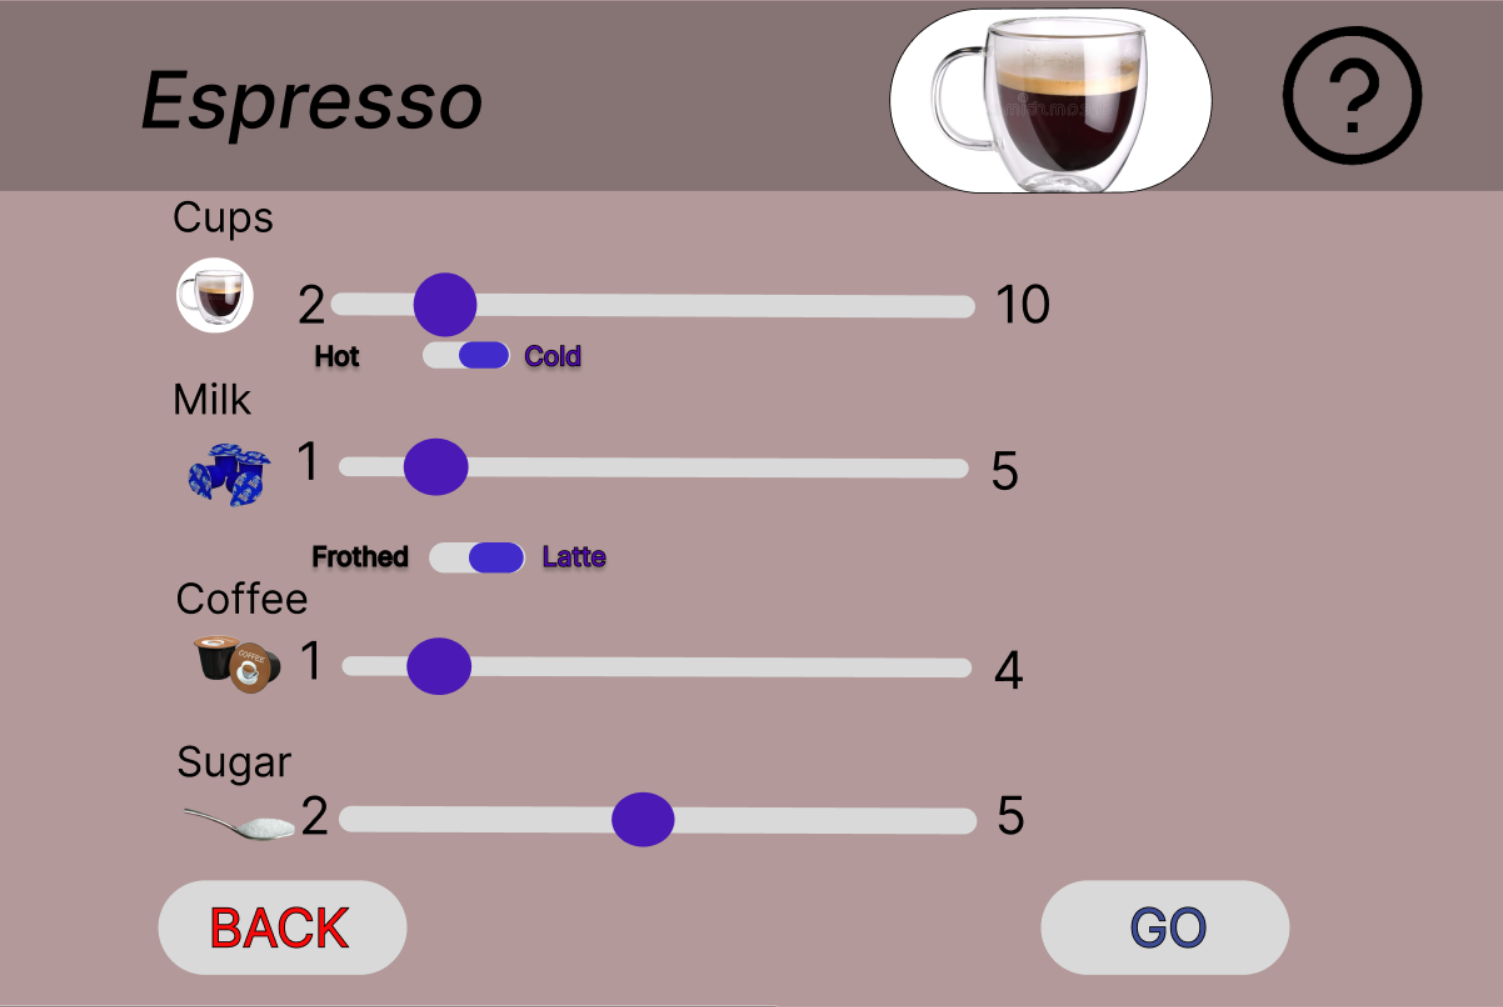 Espresso
?
Cups
2 10
Hot Cold
Milk
1 5
Frothed Latte
Coffee
COFFEE
1 4
Sugar
2 5
BACK GO